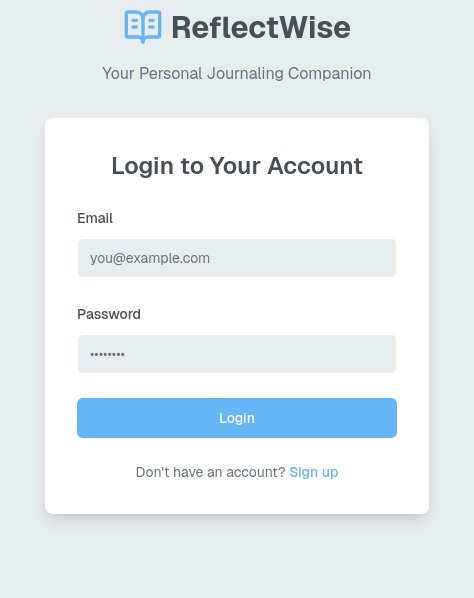 ReflectWise
Your Personal Journaling Companion
Login to Your Account
Email
you@example.com
Password
••••••••
Login
Don't have an account? Sign up